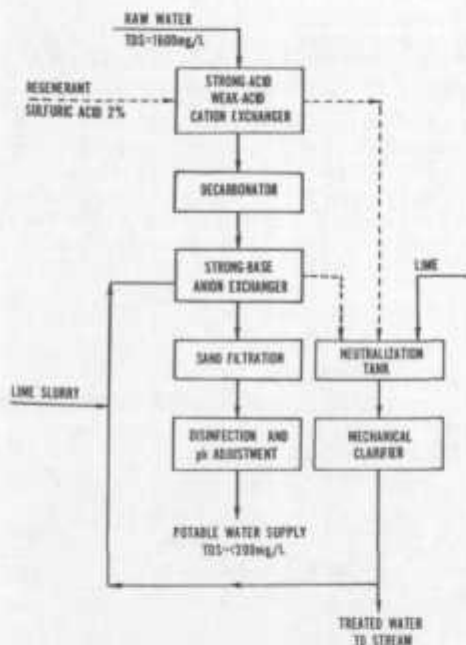 RAW WATER
TDS=1600mg/L
REGENERANT
SULFURIC ACID 2%
STRONG-ACID
WEAK-ACID
CATION EXCHANGER
DECARBONATOR
STRONG-BASE
ANION EXCHANGER
LIME
SAND FILTRATION
NEUTRALIZATION
TANK
LIME SLURRY
DISINFECTION AND
pH ADJUSTMENT
MECHANICAL
CLARIFIER
POTABLE WATER SUPPLY
TDS=<200mg/L
TREATED WATER
TO STREAM